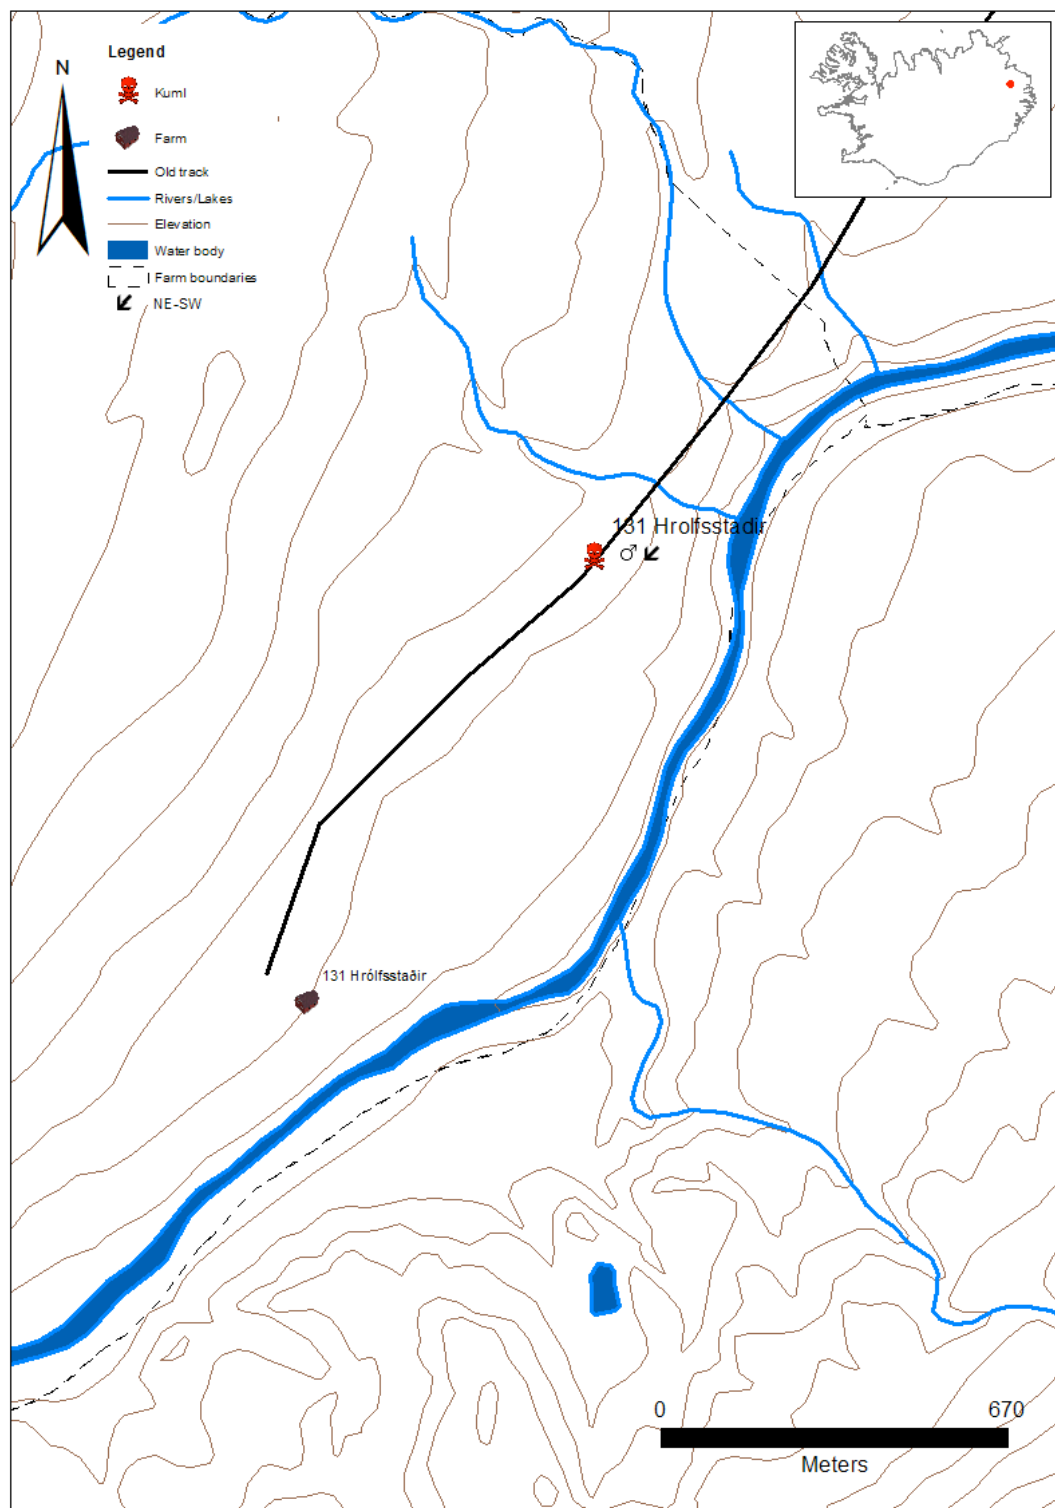 Legend
N
Kuml
Farm
Old track
Rivers/Lakes
Elevation
Water body
Farm boundaries
NE-SW
131 Hrolfsstadir
♂
131 Hrólfsstaðir
0 670
Meters